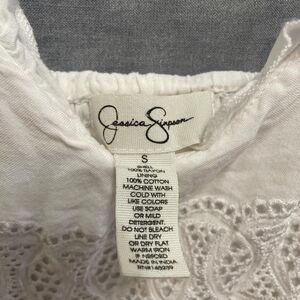 Jessica Simpson
S
SHELL
100% RAYON
LINING
100% COTTON
MACHINE WASH
COLD WITH
LIKE COLORS
USE SOAP
OR MILD
DETERGENT.
DO NOT BLEACH
LINE DRY
OR DRY FLAT
WARM IRON
IF NEEDED
MADE IN INDIA